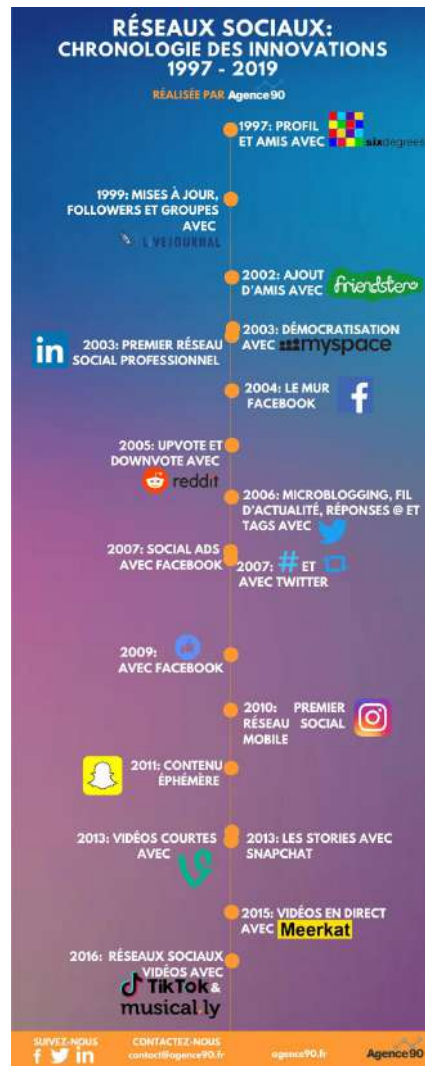 RÉSEAUX SOCIAUX:
CHRONOLOGIE DES INNOVATIONS
1997 - 2019
RÉALISÉE PAR Agence90
1997: PROFIL
ET AMIS AVEC
sixdegrees
1999: MISES À JOUR,
FOLLOWERS ET GROUPES
AVEC
LIVEJOURNAL
2002: AJOUT
D'AMIS AVEC friendster
2003: DÉMOCRATISATION
AVEC myspace
in
2003: PREMIER RÉSEAU
SOCIAL PROFESSIONNEL
2004: LE MUR
FACEBOOK f
2005: UPVOTE ET
DOWNVOTE AVEC
reddit
2006: MICROBLOGGING, FIL
D'ACTUALITÉ, RÉPONSES @ ET
TAGS AVEC
2007: SOCIAL ADS
AVEC FACEBOOK
2007: # ET
AVEC TWITTER
2009:
AVEC FACEBOOK
2010: PREMIER
RÉSEAU SOCIAL
MOBILE
2011: CONTENU
ÉPHÉMÈRE
2013: VIDÉOS COURTES
AVEC
2013: LES STORIES AVEC
SNAPCHAT
2015: VIDÉOS EN DIRECT
AVEC Meerkat
2016: RÉSEAUX SOCIAUX
VIDÉOS AVEC
TikTok &
musical.ly
SUIVEZ-NOUS
f in
CONTACTEZ-NOUS
contact@agence90.fr
agence90.fr
Agence90